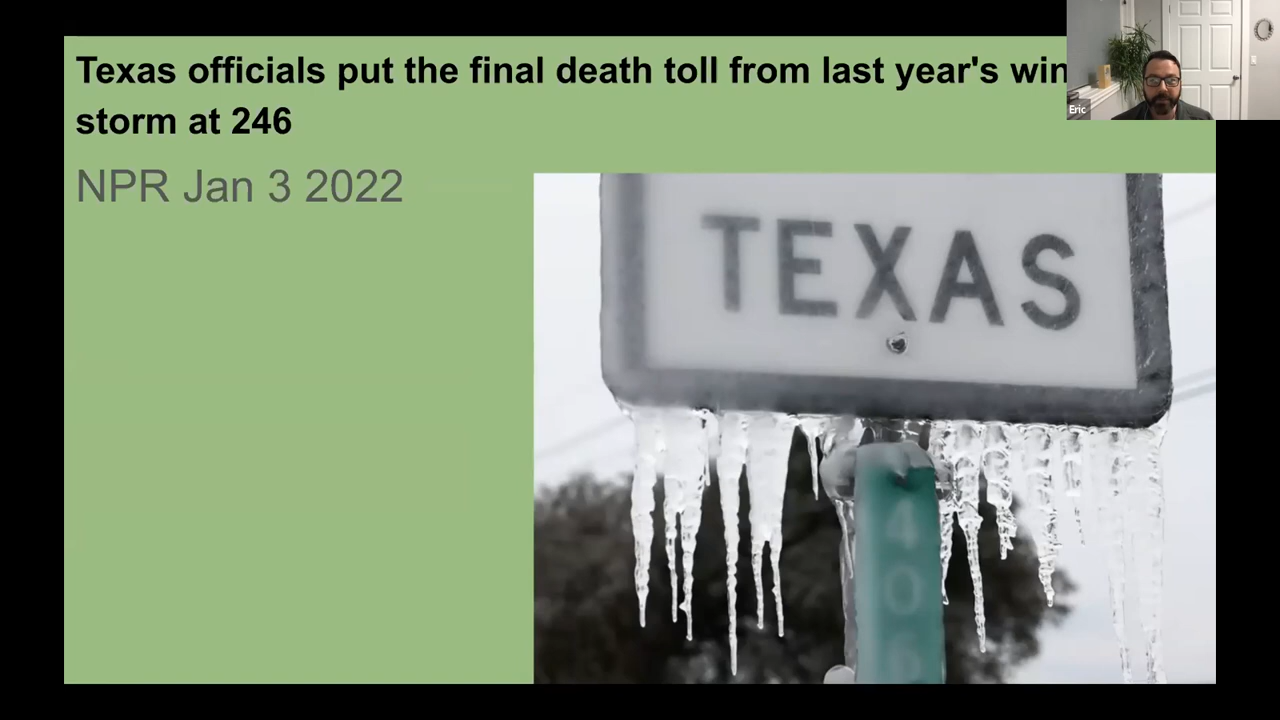 Texas officials put the final death toll from last year's win
storm at 246
NPR Jan 3 2022
Eric
TEXAS
406